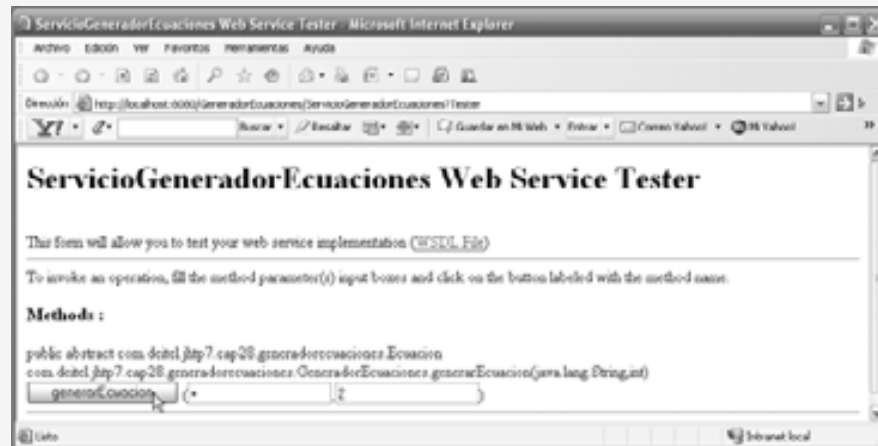 ServicioGeneradorEcuaciones Web Service Tester - Microsoft Internet Explorer
Archivo Edición Ver Favoritos Herramientas Ayuda
Dirección http://localhost:8080/GeneradorEcuaciones/ServicioGeneradorEcuaciones?Tester
Y! Buscar Resaltar Guardar en Mi Web Entrar Correo Yahoo! Mi Yahoo!
ServicioGeneradorEcuaciones Web Service Tester
This form will allow you to test your web service implementation (WSDL File)
To invoke an operation, fill the method parameter(s) input boxes and click on the button labeled with the method name.
Methods :
public abstract com.deitel.jhtp7.cap28.generadorecuaciones.Ecuacion
com.deitel.jhtp7.cap28.generadorecuaciones.GeneradorEcuaciones.generarEcuacion(java.lang.String,int)
generarEcuacion (+ ,2 )
Listo Intranet local